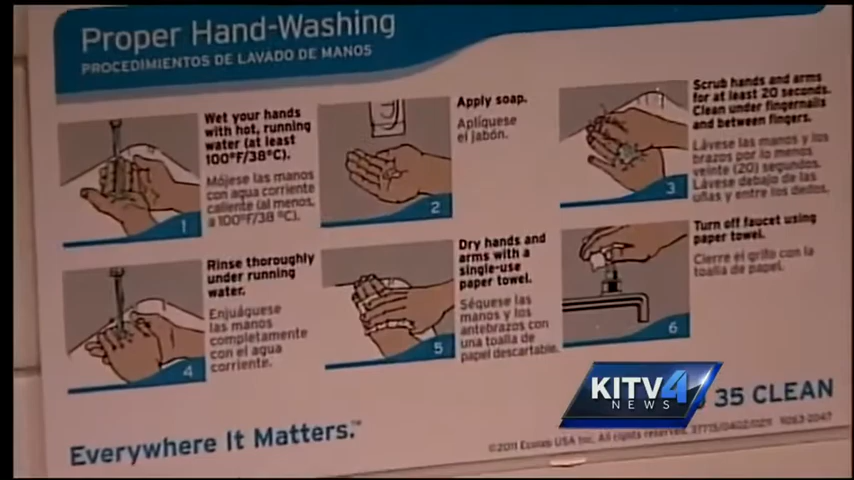 Proper Hand-Washing
PROCEDIMIENTOS DE LAVADO DE MANOS
Wet your hands
with hot, running
water (at least
100°F/38°C).
Mójese las manos
con agua corriente
caliente (al menos,
a 100°F/38°C).
1
Apply soap.
Aplíquese
el jabón.
2
Scrub hands and arms
for at least 20 seconds.
Clean under fingernails
and between fingers.
Lávese las manos y los
brazos por lo menos
veinte (20) segundos.
Lávese debajo de las
uñas y entre los dedos.
3
Rinse thoroughly
under running
water.
Enjuáguese
las manos
completamente
con el agua
corriente.
4
Dry hands and
arms with a
single-use
paper towel.
Séquese las
manos y los
antebrazos con
una toalla de
papel descartable.
5
Turn off faucet using
paper towel.
Cierre el grifo con la
toalla de papel.
6
KITV4
NEWS
35 CLEAN
Everywhere It Matters.™
©2011 Ecolab USA Inc. All rights reserved.